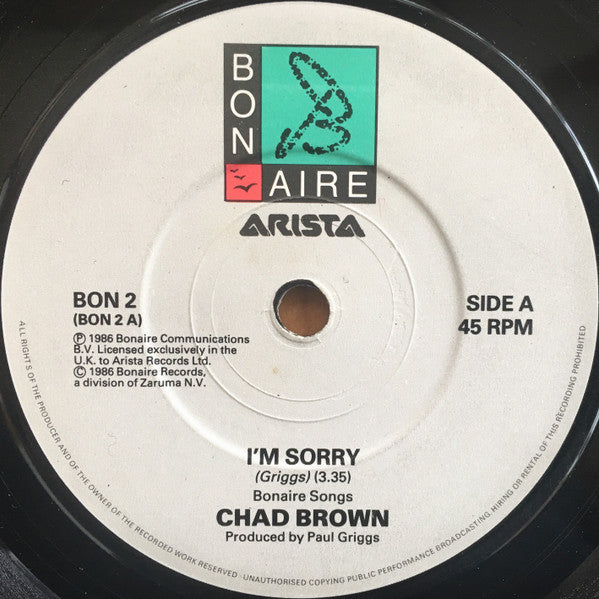 BON
AIRE
ARISTA
BON 2
(BON 2 A)
SIDE A
45 RPM
Ⓟ 1986 Bonaire Communications
B.V. Licensed exclusively in the
U.K. to Arista Records Ltd.
© 1986 Bonaire Records,
a division of Zaruma N.V.
I'M SORRY
(Griggs) (3.35)
Bonaire Songs
CHAD BROWN
Produced by Paul Griggs
ALL RIGHTS OF THE PRODUCER AND OF THE OWNER OF THE RECORDED WORK RESERVED · UNAUTHORISED COPYING PUBLIC PERFORMANCE BROADCASTING, HIRING OR RENTAL OF THIS RECORDING PROHIBITED